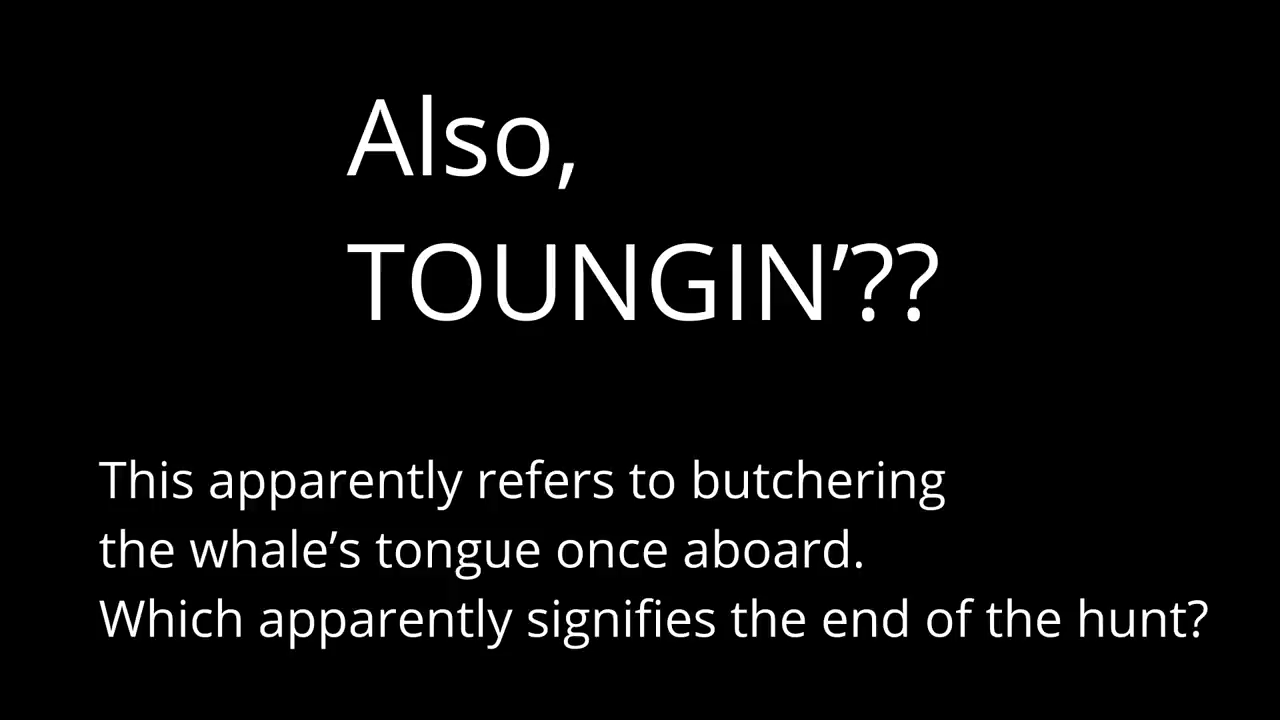 Also,
TOUNGIN’??
This apparently refers to butchering
the whale’s tongue once aboard.
Which apparently signifies the end of the hunt?